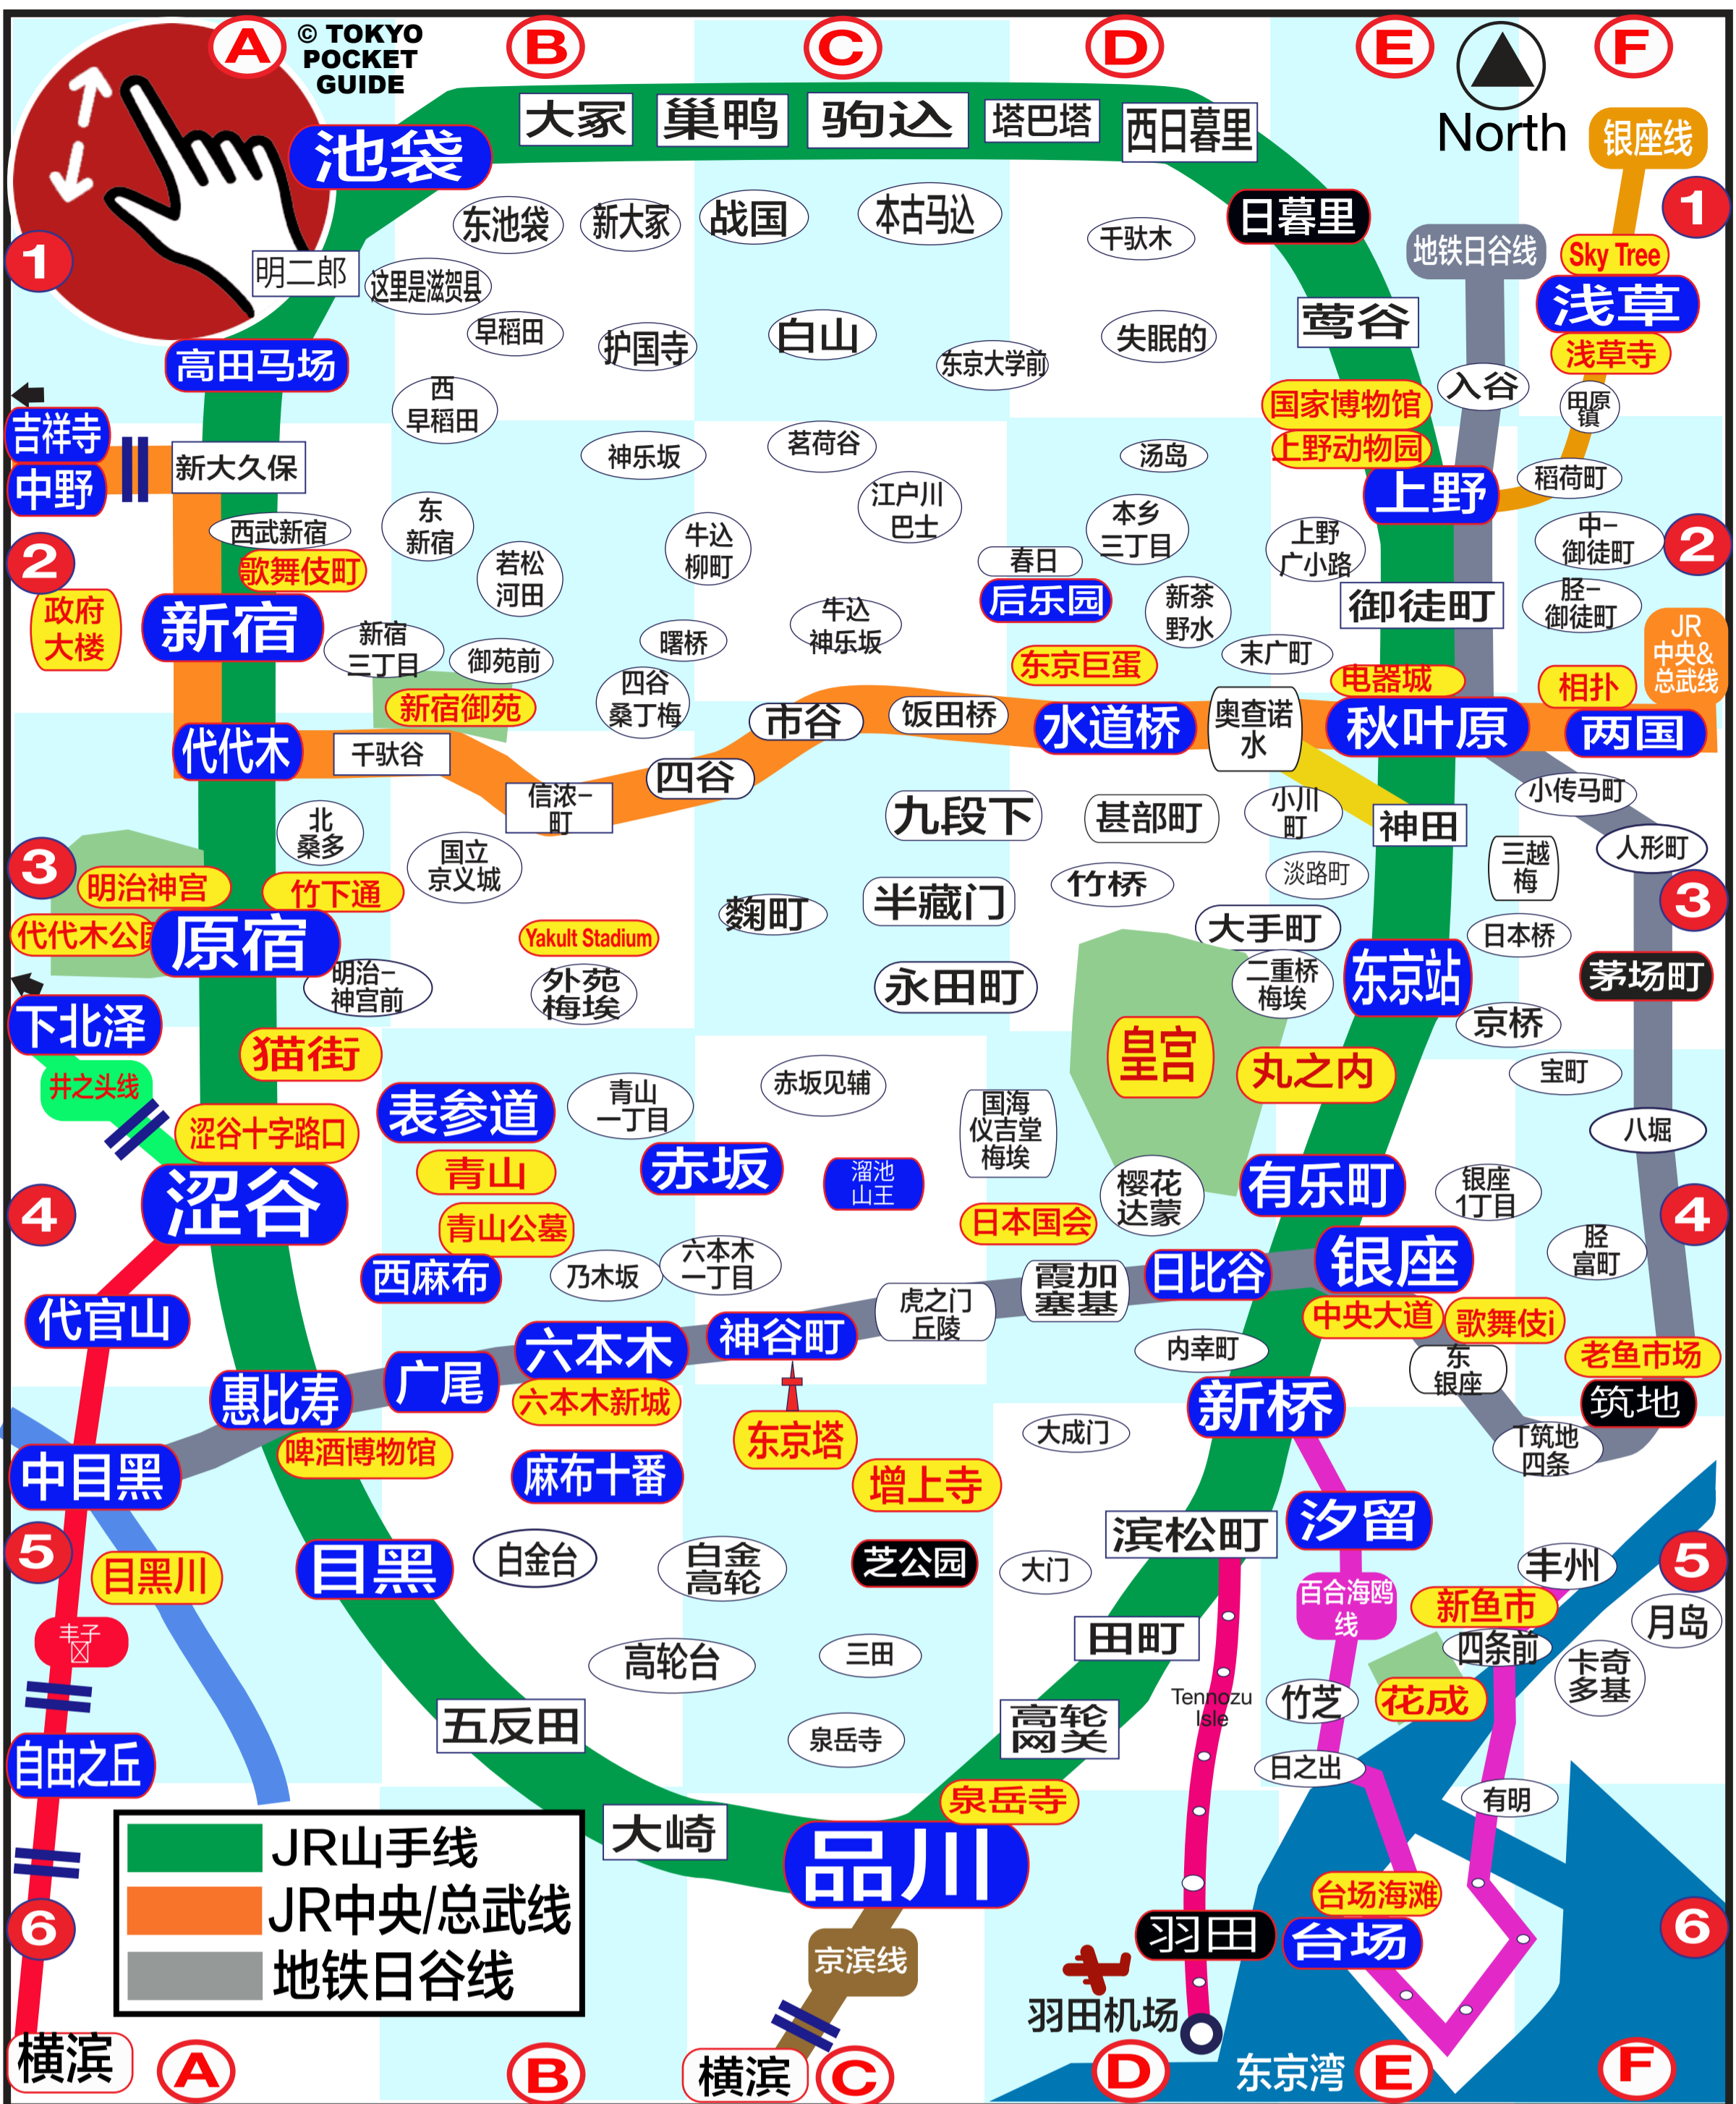 A
© TOKYO
POCKET
GUIDE
B
C
D
E
North
F
大冢
巢鸭
驹込
塔巴塔
西日暮里
银座线
池袋
1
日暮里
1
东池袋
新大冢
战国
本古马込
千驮木
地铁日谷线
Sky Tree
明二郎
这里是滋贺县
浅草
早稻田
护国寺
白山
失眠的
莺谷
浅草寺
高田马场
东京大学前
入谷
田原
镇
西
早稻田
国家博物馆
吉祥寺
神乐坂
茗荷谷
汤岛
上野动物园
新大久保
中野
上野
稻荷町
西武新宿
东
新宿
江户川
巴士
本乡
三丁目
上野
广小路
中–
御徒町
2
2
歌舞伎町
若松
河田
牛込
柳町
春日
政府
大楼
新宿
后乐园
新茶
野水
御徒町
胫–
御徒町
新宿
三丁目
御苑前
曙桥
牛込
神乐坂
末广町
JR
中央&
总武线
新宿御苑
四谷
桑丁梅
东京巨蛋
电器城
相扑
代代木
千驮谷
市谷
饭田桥
水道桥
奥查诺
水
秋叶原
两国
信浓–
町
四谷
小传马町
北
桑多
九段下
甚部町
小川
町
神田
人形町
3
国立
京义城
三越
梅
明治神宫
竹下通
竹桥
淡路町
3
代代木公园
原宿
Yakult Stadium
麴町
半藏门
大手町
日本桥
明治–
神宫前
外苑
梅埃
永田町
二重桥
梅埃
东京站
茅场町
下北泽
京桥
猫街
皇宫
丸之内
井之头线
赤坂见辅
宝町
表参道
青山
一丁目
国海
仪吉堂
梅埃
涩谷十字路口
八堀
青山
赤坂
溜池
山王
樱花
达蒙
有乐町
银座
1丁目
4
涩谷
青山公墓
日本国会
4
西麻布
乃木坂
六本木
一丁目
霞加
塞基
日比谷
银座
胫
富町
代官山
虎之门
丘陵
中央大道
歌舞伎i
六本木
神谷町
内幸町
东
银座
老鱼市场
惠比寿
广尾
六本木新城
新桥
筑地
啤酒博物馆
东京塔
大成门
T筑地
四条
中目黑
麻布十番
增上寺
滨松町
汐留
5
目黑川
目黑
白金台
白金
高轮
芝公园
大门
丰州
5
百合海鸥
线
新鱼市
月岛
丰子
田町
四条前
高轮台
三田
卡奇
多基
Tennozu
Isle
竹芝
花成
自由之丘
五反田
泉岳寺
高轮
网关
日之出
有明
泉岳寺
JR山手线
大崎
品川
JR中央/总武线
台场海滩
6
羽田
台场
6
地铁日谷线
京滨线
羽田机场
横滨
A
B
横滨
C
D
东京湾
E
F